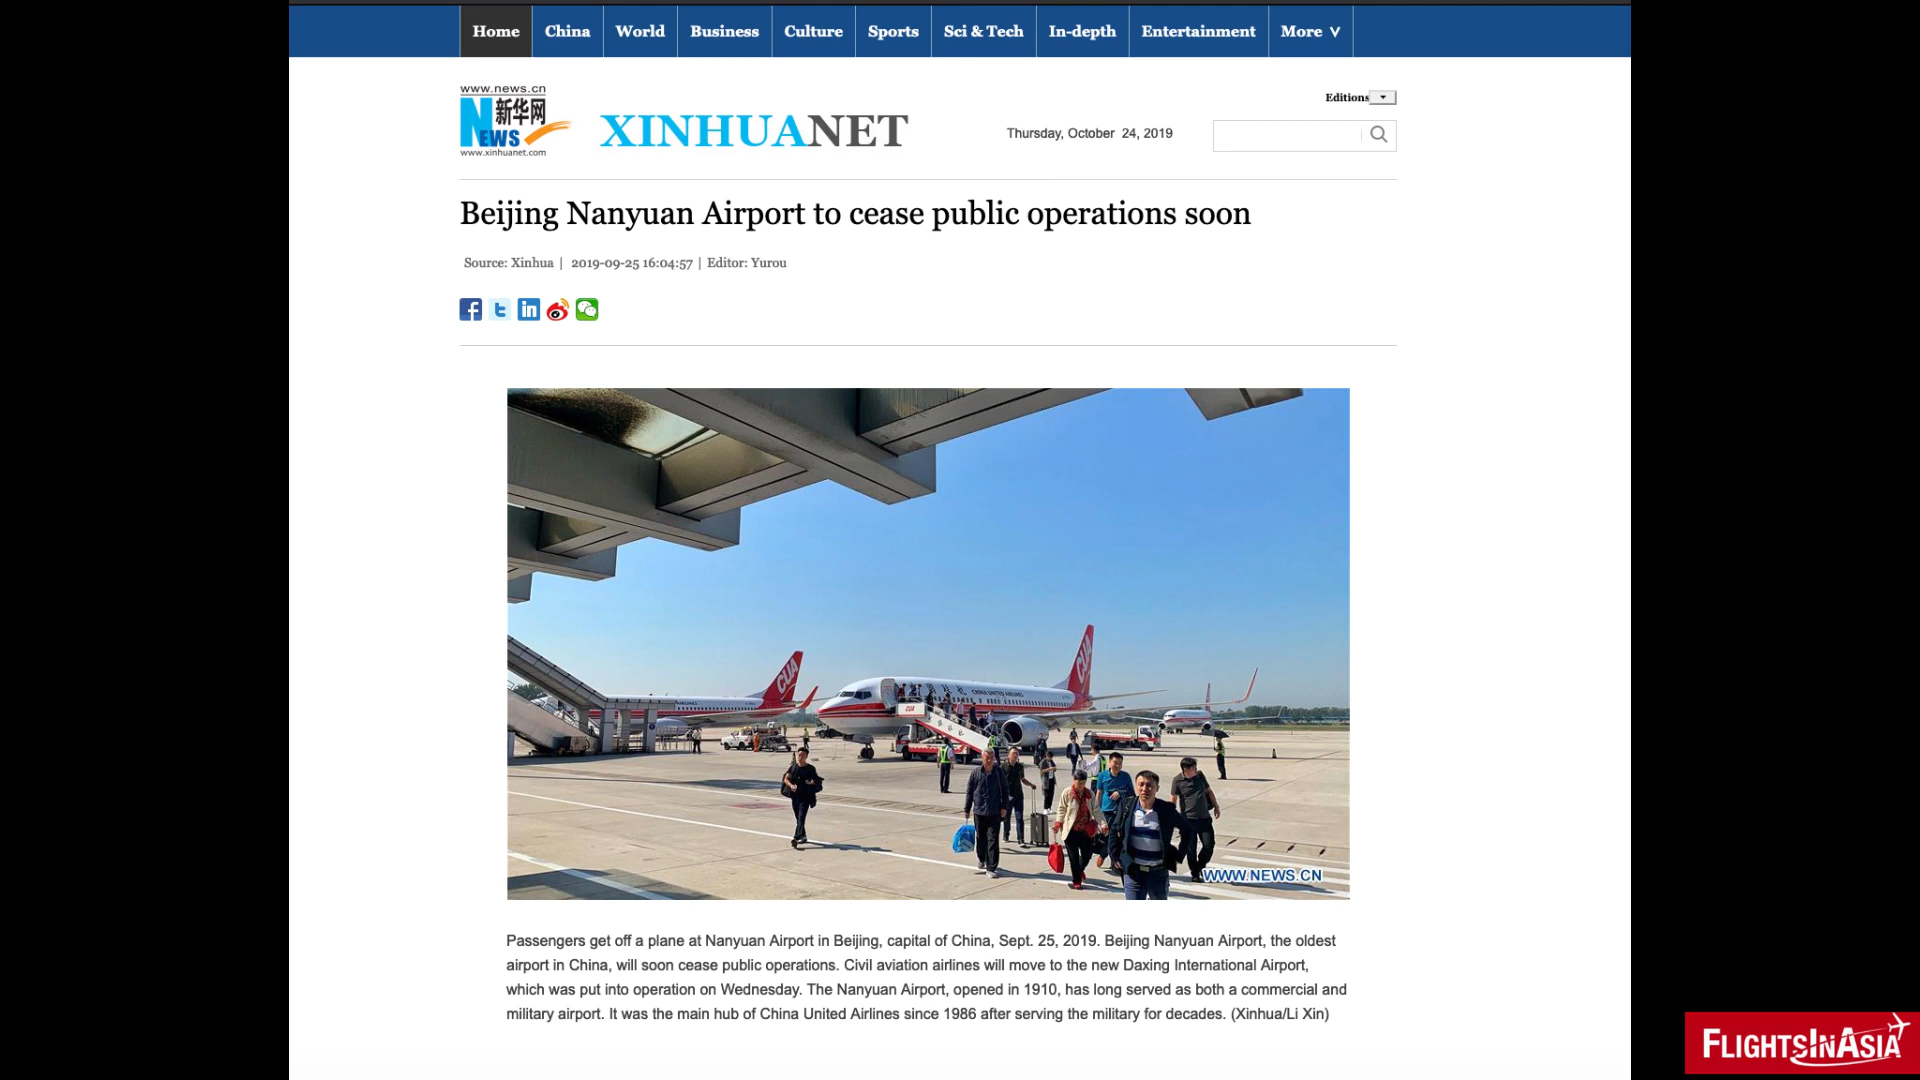 Home China World Business Culture Sports Sci & Tech In-depth Entertainment More V
www.news.cn
新华网
NEWS
www.xinhuanet.com
XINHUANET
Thursday, October 24, 2019
Editions
Beijing Nanyuan Airport to cease public operations soon
Source: Xinhua | 2019-09-25 16:04:57 | Editor: Yurou
CUA
CUA
CHINA UNITED AIRLINES
AIRLINES
CUA
WWW.NEWS.CN
Passengers get off a plane at Nanyuan Airport in Beijing, capital of China, Sept. 25, 2019. Beijing Nanyuan Airport, the oldest
airport in China, will soon cease public operations. Civil aviation airlines will move to the new Daxing International Airport,
which was put into operation on Wednesday. The Nanyuan Airport, opened in 1910, has long served as both a commercial and
military airport. It was the main hub of China United Airlines since 1986 after serving the military for decades. (Xinhua/Li Xin)
FLIGHTSINASIA